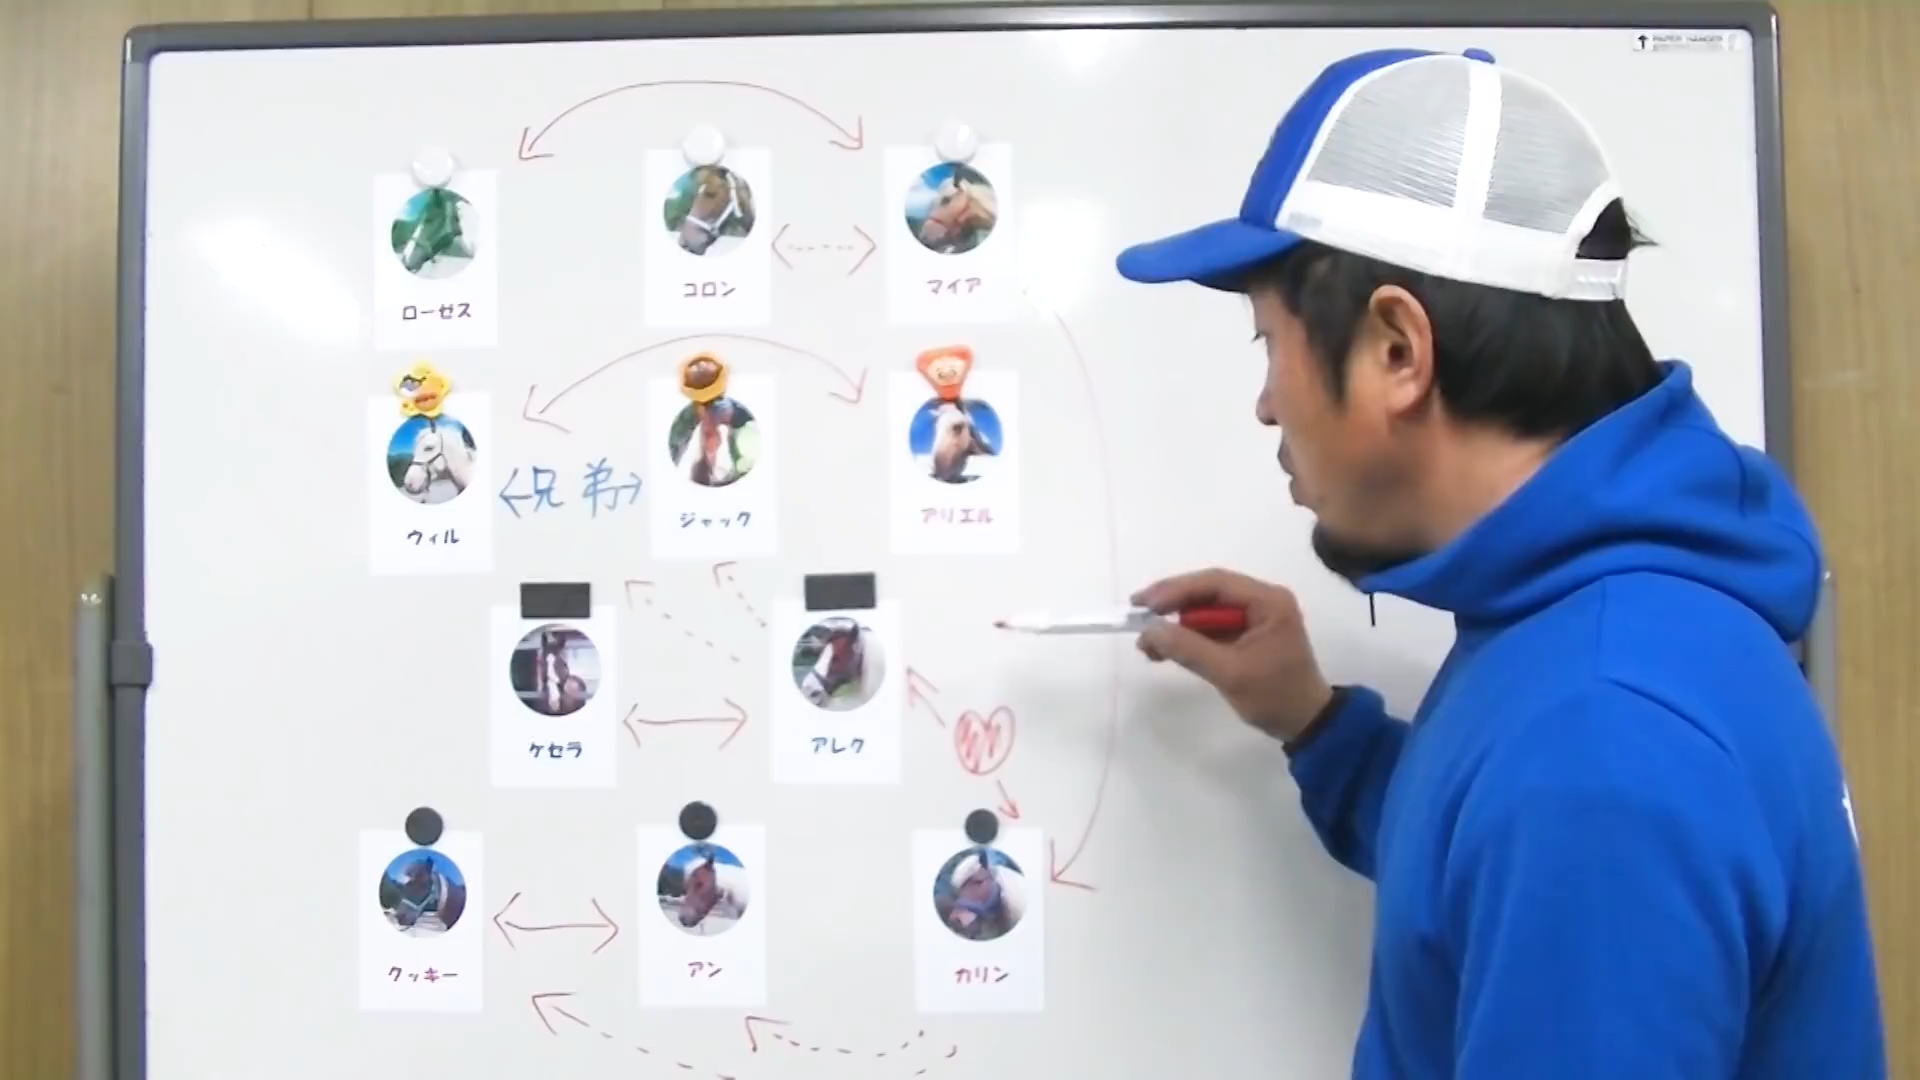 PAPER HANGER
ローゼス
コロン
マイア
ウィル
兄弟
ジャック
アリエル
ケセラ
アレク
クッキー
アン
カリン